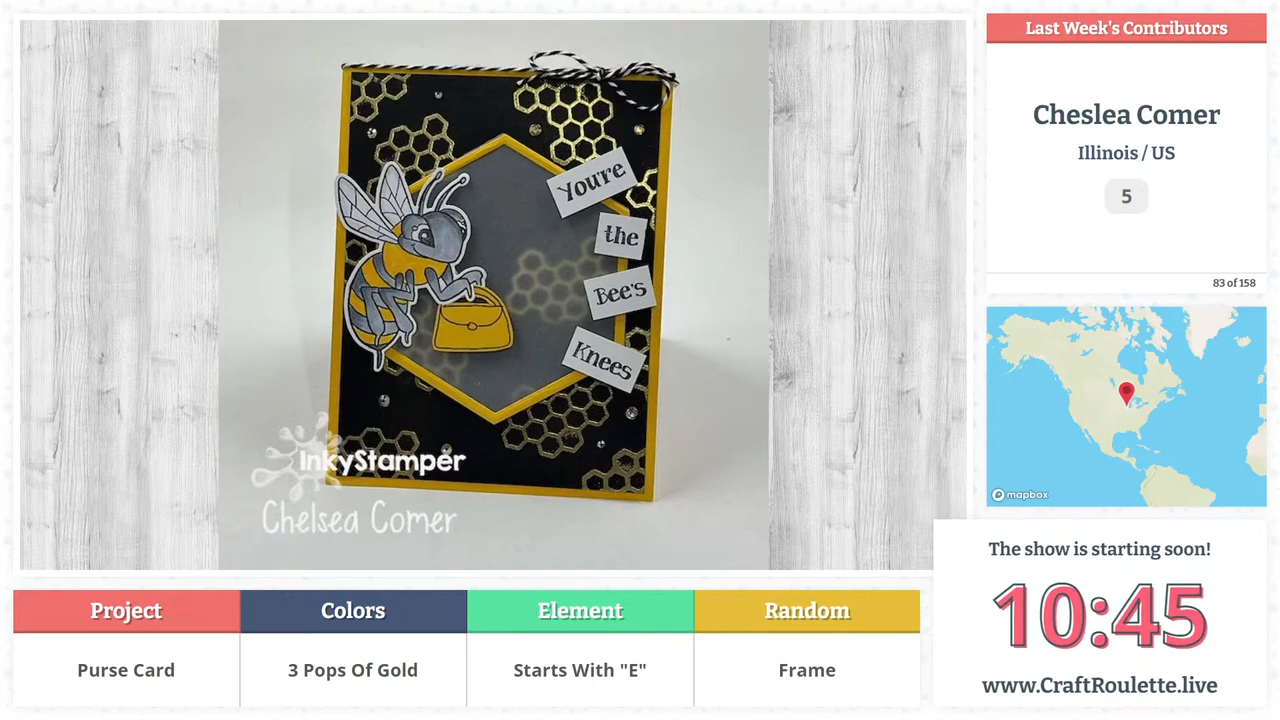 Last Week's Contributors
Cheslea Comer
Illinois / US
5
83 of 158
You're
the
Bee's
Knees
InkyStamper
Chelsea Comer
mapbox
The show is starting soon!
10:45
www.CraftRoulette.live
Project
Colors
Element
Random
Purse Card
3 Pops Of Gold
Starts With "E"
Frame